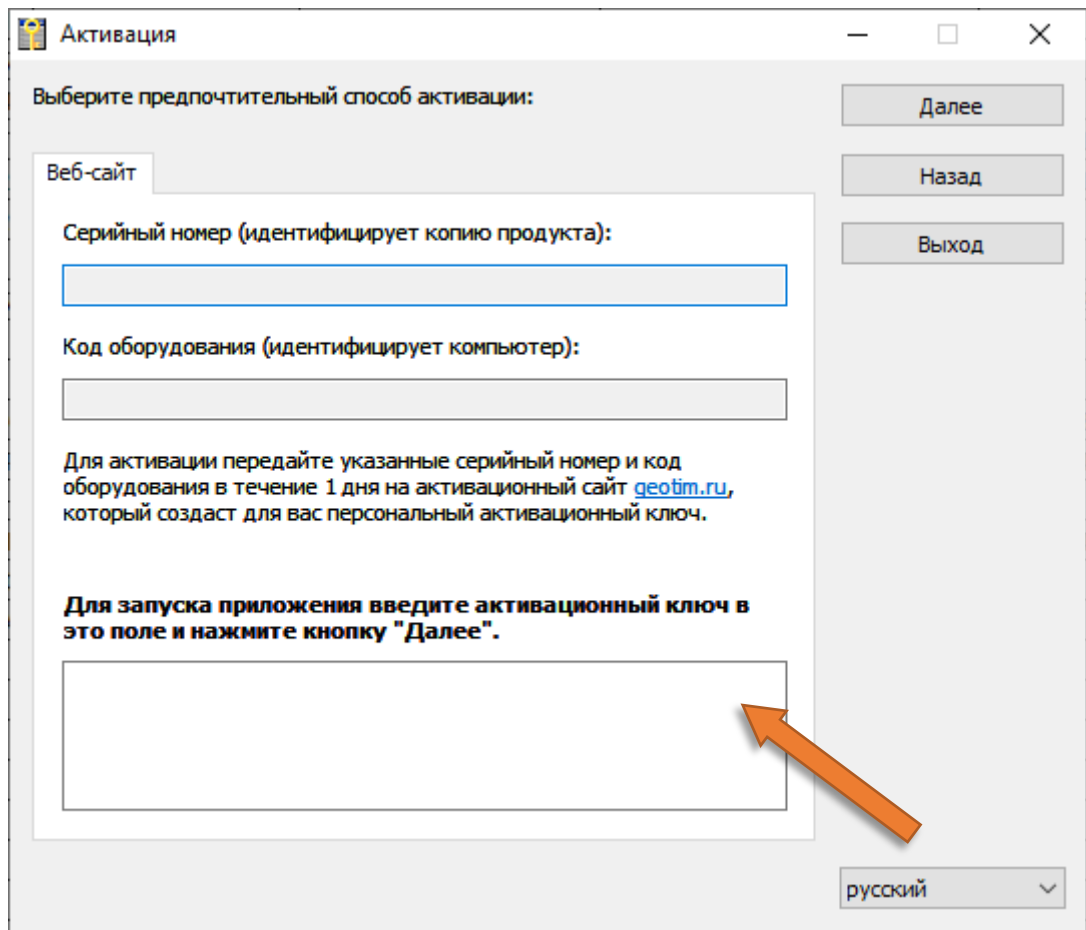 Активация
Выберите предпочтительный способ активации:
Далее
Веб-сайт
Назад
Серийный номер (идентифицирует копию продукта):
Выход
Код оборудования (идентифицирует компьютер):
Для активации передайте указанные серийный номер и код
оборудования в течение 1 дня на активационный сайт geotim.ru,
который создаст для вас персональный активационный ключ.
Для запуска приложения введите активационный ключ в
это поле и нажмите кнопку "Далее".
русский